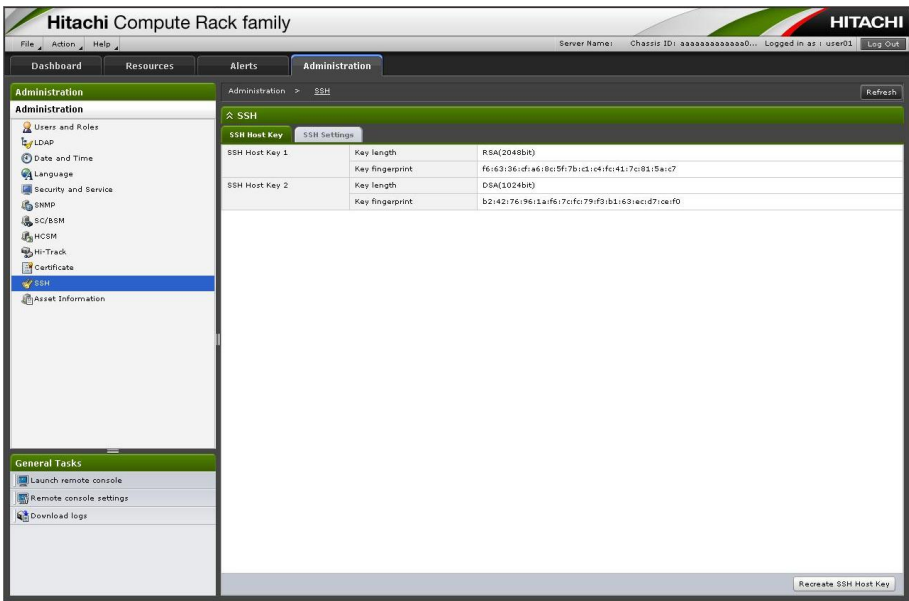 Hitachi Compute Rack family
HITACHI
File Action Help
Server Name: Chassis ID: aaaaaaaaaaaaa0... Logged in as : user01 Log Out
Dashboard Resources Alerts Administration
Administration
Administration
Users and Roles
LDAP
Date and Time
Language
Security and Service
SNMP
SC/BSM
HCSM
Hi-Track
Certificate
SSH
Asset Information
General Tasks
Launch remote console
Remote console settings
Download logs
Administration > SSH
Refresh
SSH
SSH Host Key SSH Settings
SSH Host Key 1 Key length RSA(2048bit)
Key fingerprint f6:63:36:cf:a6:8c:5f:7b:c1:c4:fc:41:7c:81:5a:c7
SSH Host Key 2 Key length DSA(1024bit)
Key fingerprint b2:42:76:96:1a:f6:7c:fc:79:f3:b1:63:ec:d7:ce:f0
Recreate SSH Host Key